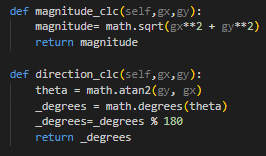 def magnitude_clc(self,gx,gy):
magnitude= math.sqrt(gx**2 + gy**2)
return magnitude
def direction_clc(self,gx,gy):
theta = math.atan2(gy, gx)
_degrees = math.degrees(theta)
_degrees=_degrees % 180
return _degrees